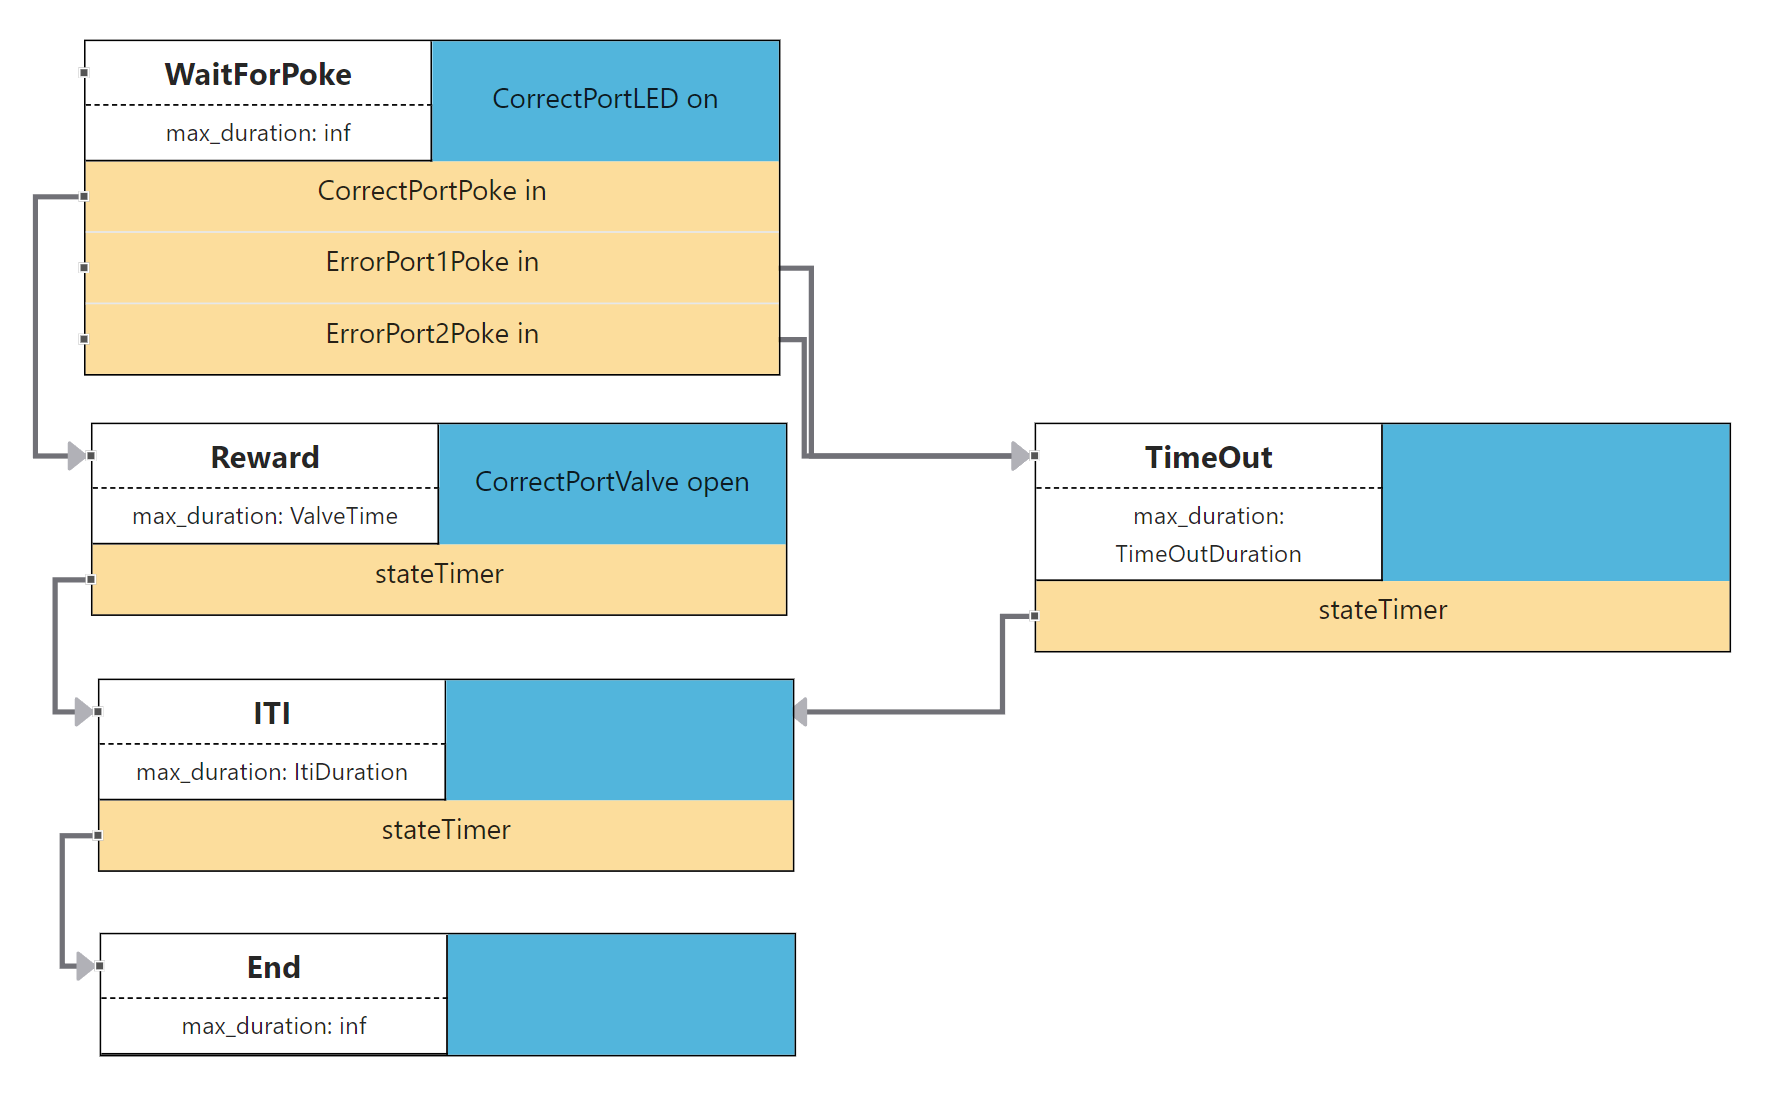 WaitForPoke
max_duration: inf
CorrectPortLED on
CorrectPortPoke in
ErrorPort1Poke in
ErrorPort2Poke in
Reward
max_duration: ValveTime
CorrectPortValve open
stateTimer
TimeOut
max_duration:
TimeOutDuration
stateTimer
ITI
max_duration: ItiDuration
stateTimer
End
max_duration: inf